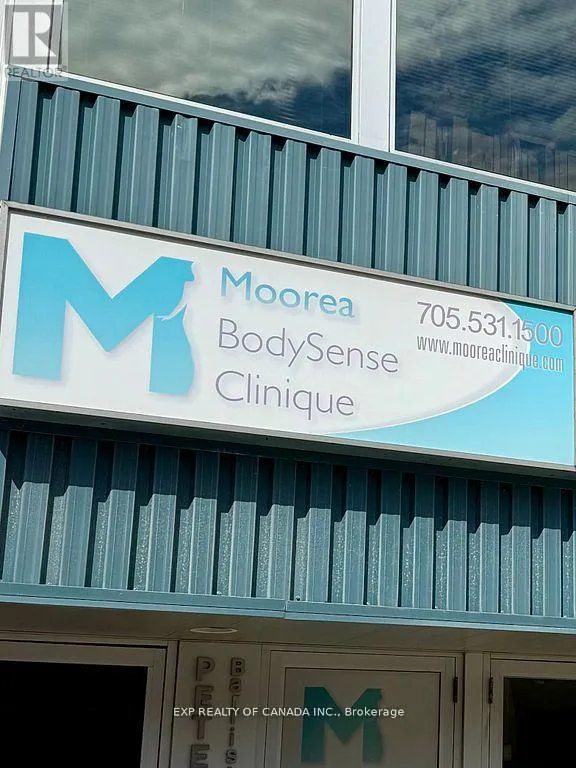 R
REALTOR
M
Moorea
BodySense
Clinique
705.531.1500
www.mooreaclinique.com
M
EXP REALTY OF CANADA INC., Brokerage